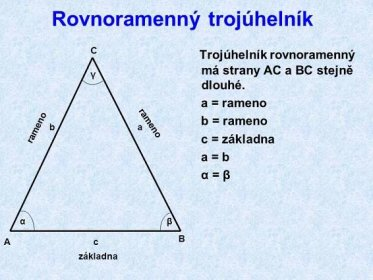 Rovnoramenný trojúhelník
C
γ
rameno
b
rameno
a
α
β
A
c
B
základna
Trojúhelník rovnoramenný
má strany AC a BC stejně
dlouhé.
a = rameno
b = rameno
c = základna
a = b
α = β